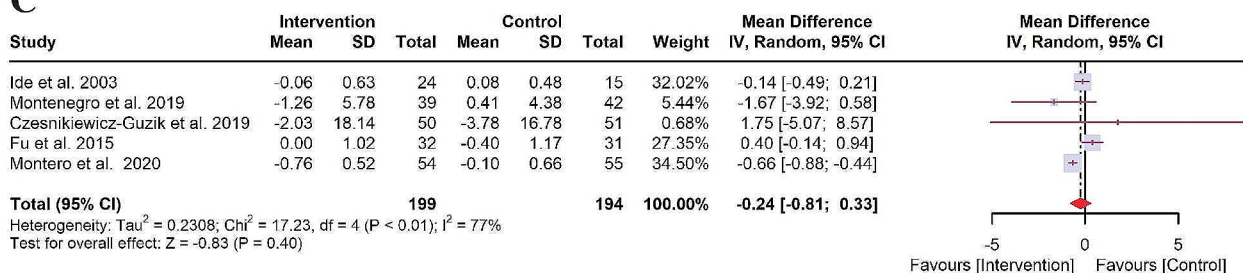 C
Intervention Control Mean Difference Mean Difference
Study Mean SD Total Mean SD Total Weight IV, Random, 95% CI IV, Random, 95% CI
Ide et al. 2003 -0.06 0.63 24 0.08 0.48 15 32.02% -0.14 [-0.49; 0.21]
Montenegro et al. 2019 -1.26 5.78 39 0.41 4.38 42 5.44% -1.67 [-3.92; 0.58]
Czesnikiewicz-Guzik et al. 2019 -2.03 18.14 50 -3.78 16.78 51 0.68% 1.75 [-5.07; 8.57]
Fu et al. 2015 0.00 1.02 32 -0.40 1.17 31 27.35% 0.40 [-0.14; 0.94]
Montero et al. 2020 -0.76 0.52 54 -0.10 0.66 55 34.50% -0.66 [-0.88; -0.44]
Total (95% CI) 199 194 100.00% -0.24 [-0.81; 0.33]
Heterogeneity: Tau² = 0.2308; Chi² = 17.23, df = 4 (P < 0.01); I² = 77%
Test for overall effect: Z = -0.83 (P = 0.40)
-5 0 5
Favours [Intervention] Favours [Control]